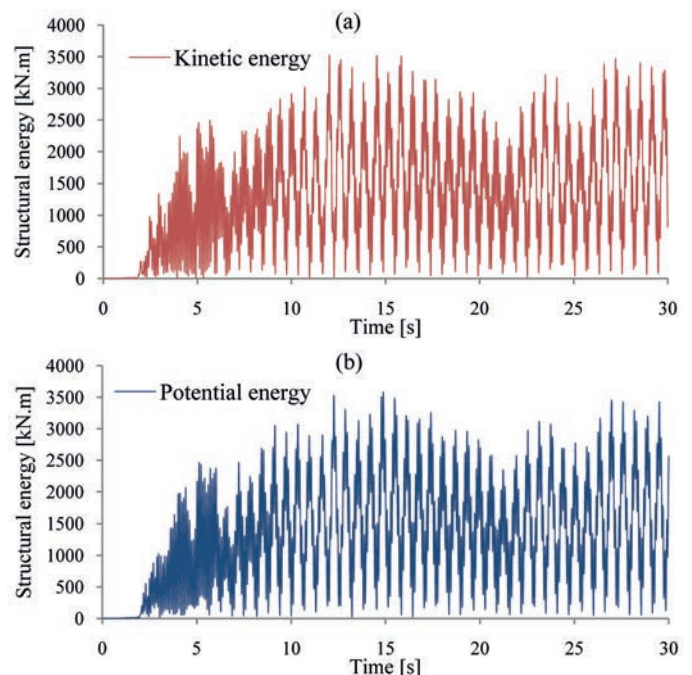 (a)
Structural energy [kN.m]
4000
3500
3000
2500
2000
1500
1000
500
0
Kinetic energy
0 5 10 15 20 25 30
Time [s]
(b)
Structural energy [kN.m]
4000
3500
3000
2500
2000
1500
1000
500
0
Potential energy
0 5 10 15 20 25 30
Time [s]